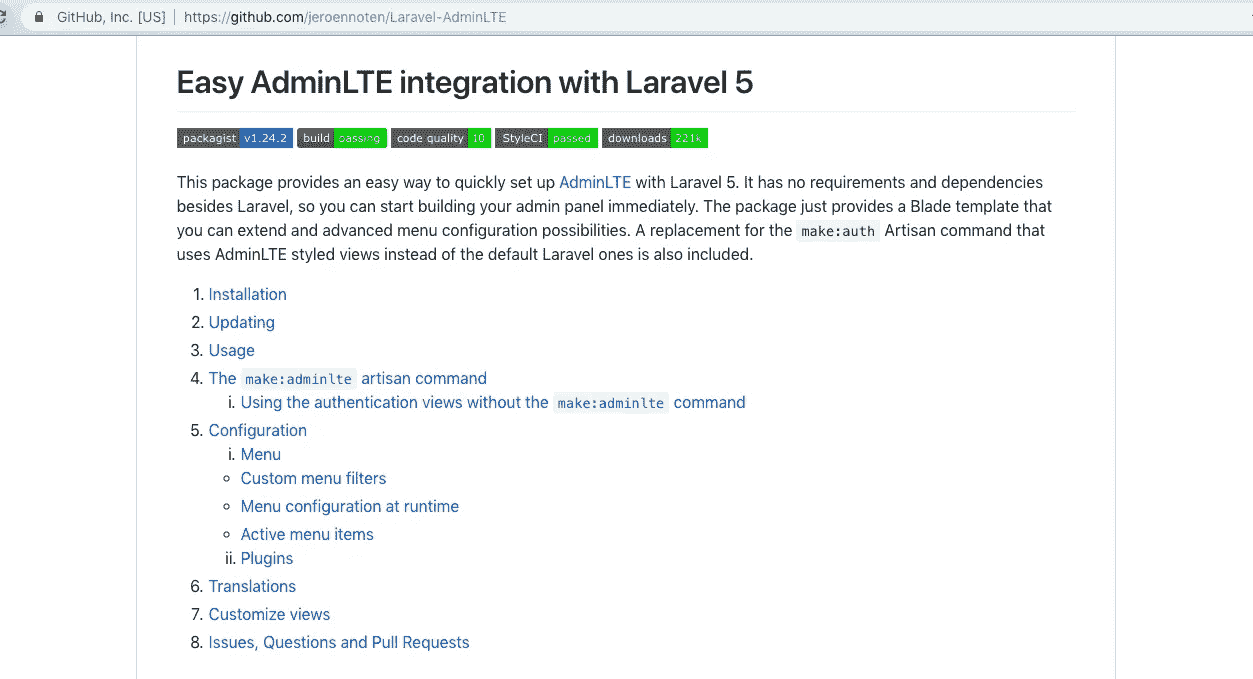 GitHub, Inc. [US] | https://github.com/jeroennoten/Laravel-AdminLTE
Easy AdminLTE integration with Laravel 5
packagist v1.24.2 build passing code quality 10 StyleCI passed downloads 221k
This package provides an easy way to quickly set up AdminLTE with Laravel 5. It has no requirements and dependencies
besides Laravel, so you can start building your admin panel immediately. The package just provides a Blade template that
you can extend and advanced menu configuration possibilities. A replacement for the make:auth Artisan command that
uses AdminLTE styled views instead of the default Laravel ones is also included.
1. Installation
2. Updating
3. Usage
4. The make:adminlte artisan command
i. Using the authentication views without the make:adminlte command
5. Configuration
i. Menu
○ Custom menu filters
○ Menu configuration at runtime
○ Active menu items
ii. Plugins
6. Translations
7. Customize views
8. Issues, Questions and Pull Requests